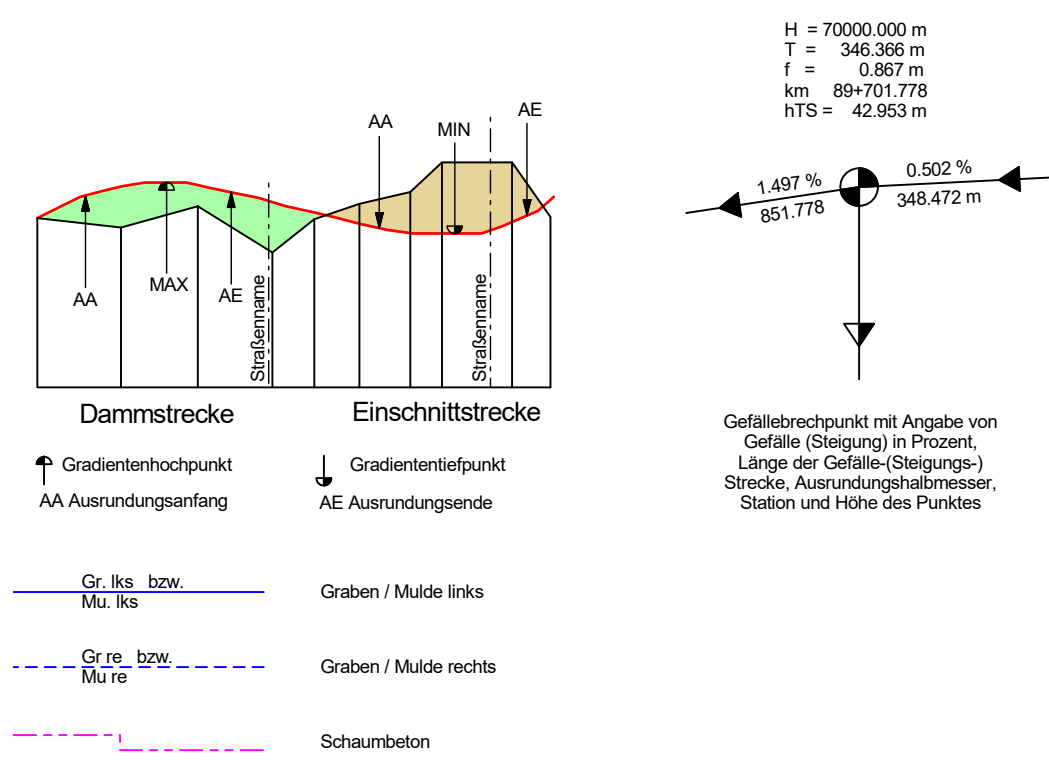 H = 70000.000 m
T = 346.366 m
f = 0.867 m
km 89+701.778
hTS = 42.953 m
AA
MIN
AE
1.497 %
851.778
0.502 %
348.472 m
AA
MAX
AE
Straßenname
Straßenname
Dammstrecke
Einschnittstrecke
Gradientenhochpunkt
Gradiententiefpunkt
AA Ausrundungsanfang
AE Ausrundungsende
Gefällebrechpunkt mit Angabe von
Gefälle (Steigung) in Prozent,
Länge der Gefälle-(Steigungs-)
Strecke, Ausrundungshalbmesser,
Station und Höhe des Punktes
Gr. lks bzw.
Mu. lks
Graben / Mulde links
Gr re bzw.
Mu re
Graben / Mulde rechts
Schaumbeton